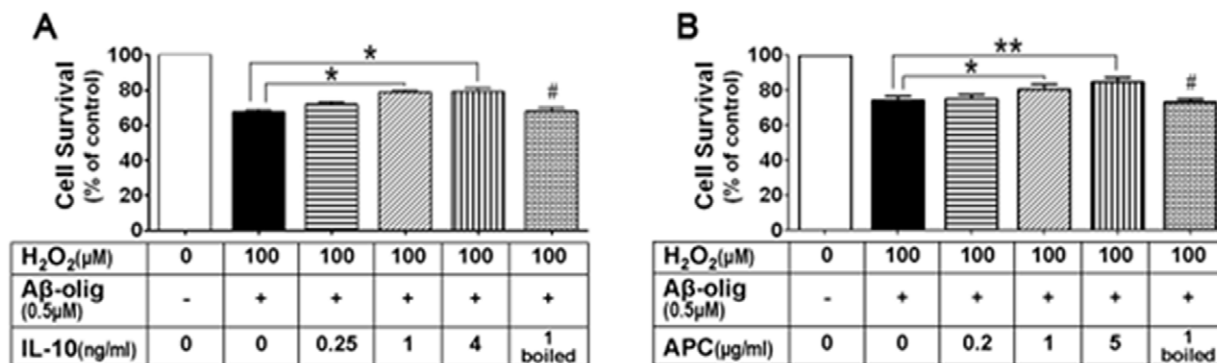 A
Cell Survival
(% of control)
100
80
60
40
20
0
*
*
#
H₂O₂(µM) 0 100 100 100 100 100
Aβ-olig - + + + + +
(0.5µM)
IL-10(ng/ml) 0 0 0.25 1 4 1
boiled
B
Cell Survival
(% of control)
100
80
60
40
20
0
**
*
#
H₂O₂(µM) 0 100 100 100 100 100
Aβ-olig - + + + + +
(0.5µM)
APC(µg/ml) 0 0 0.2 1 5 1
boiled